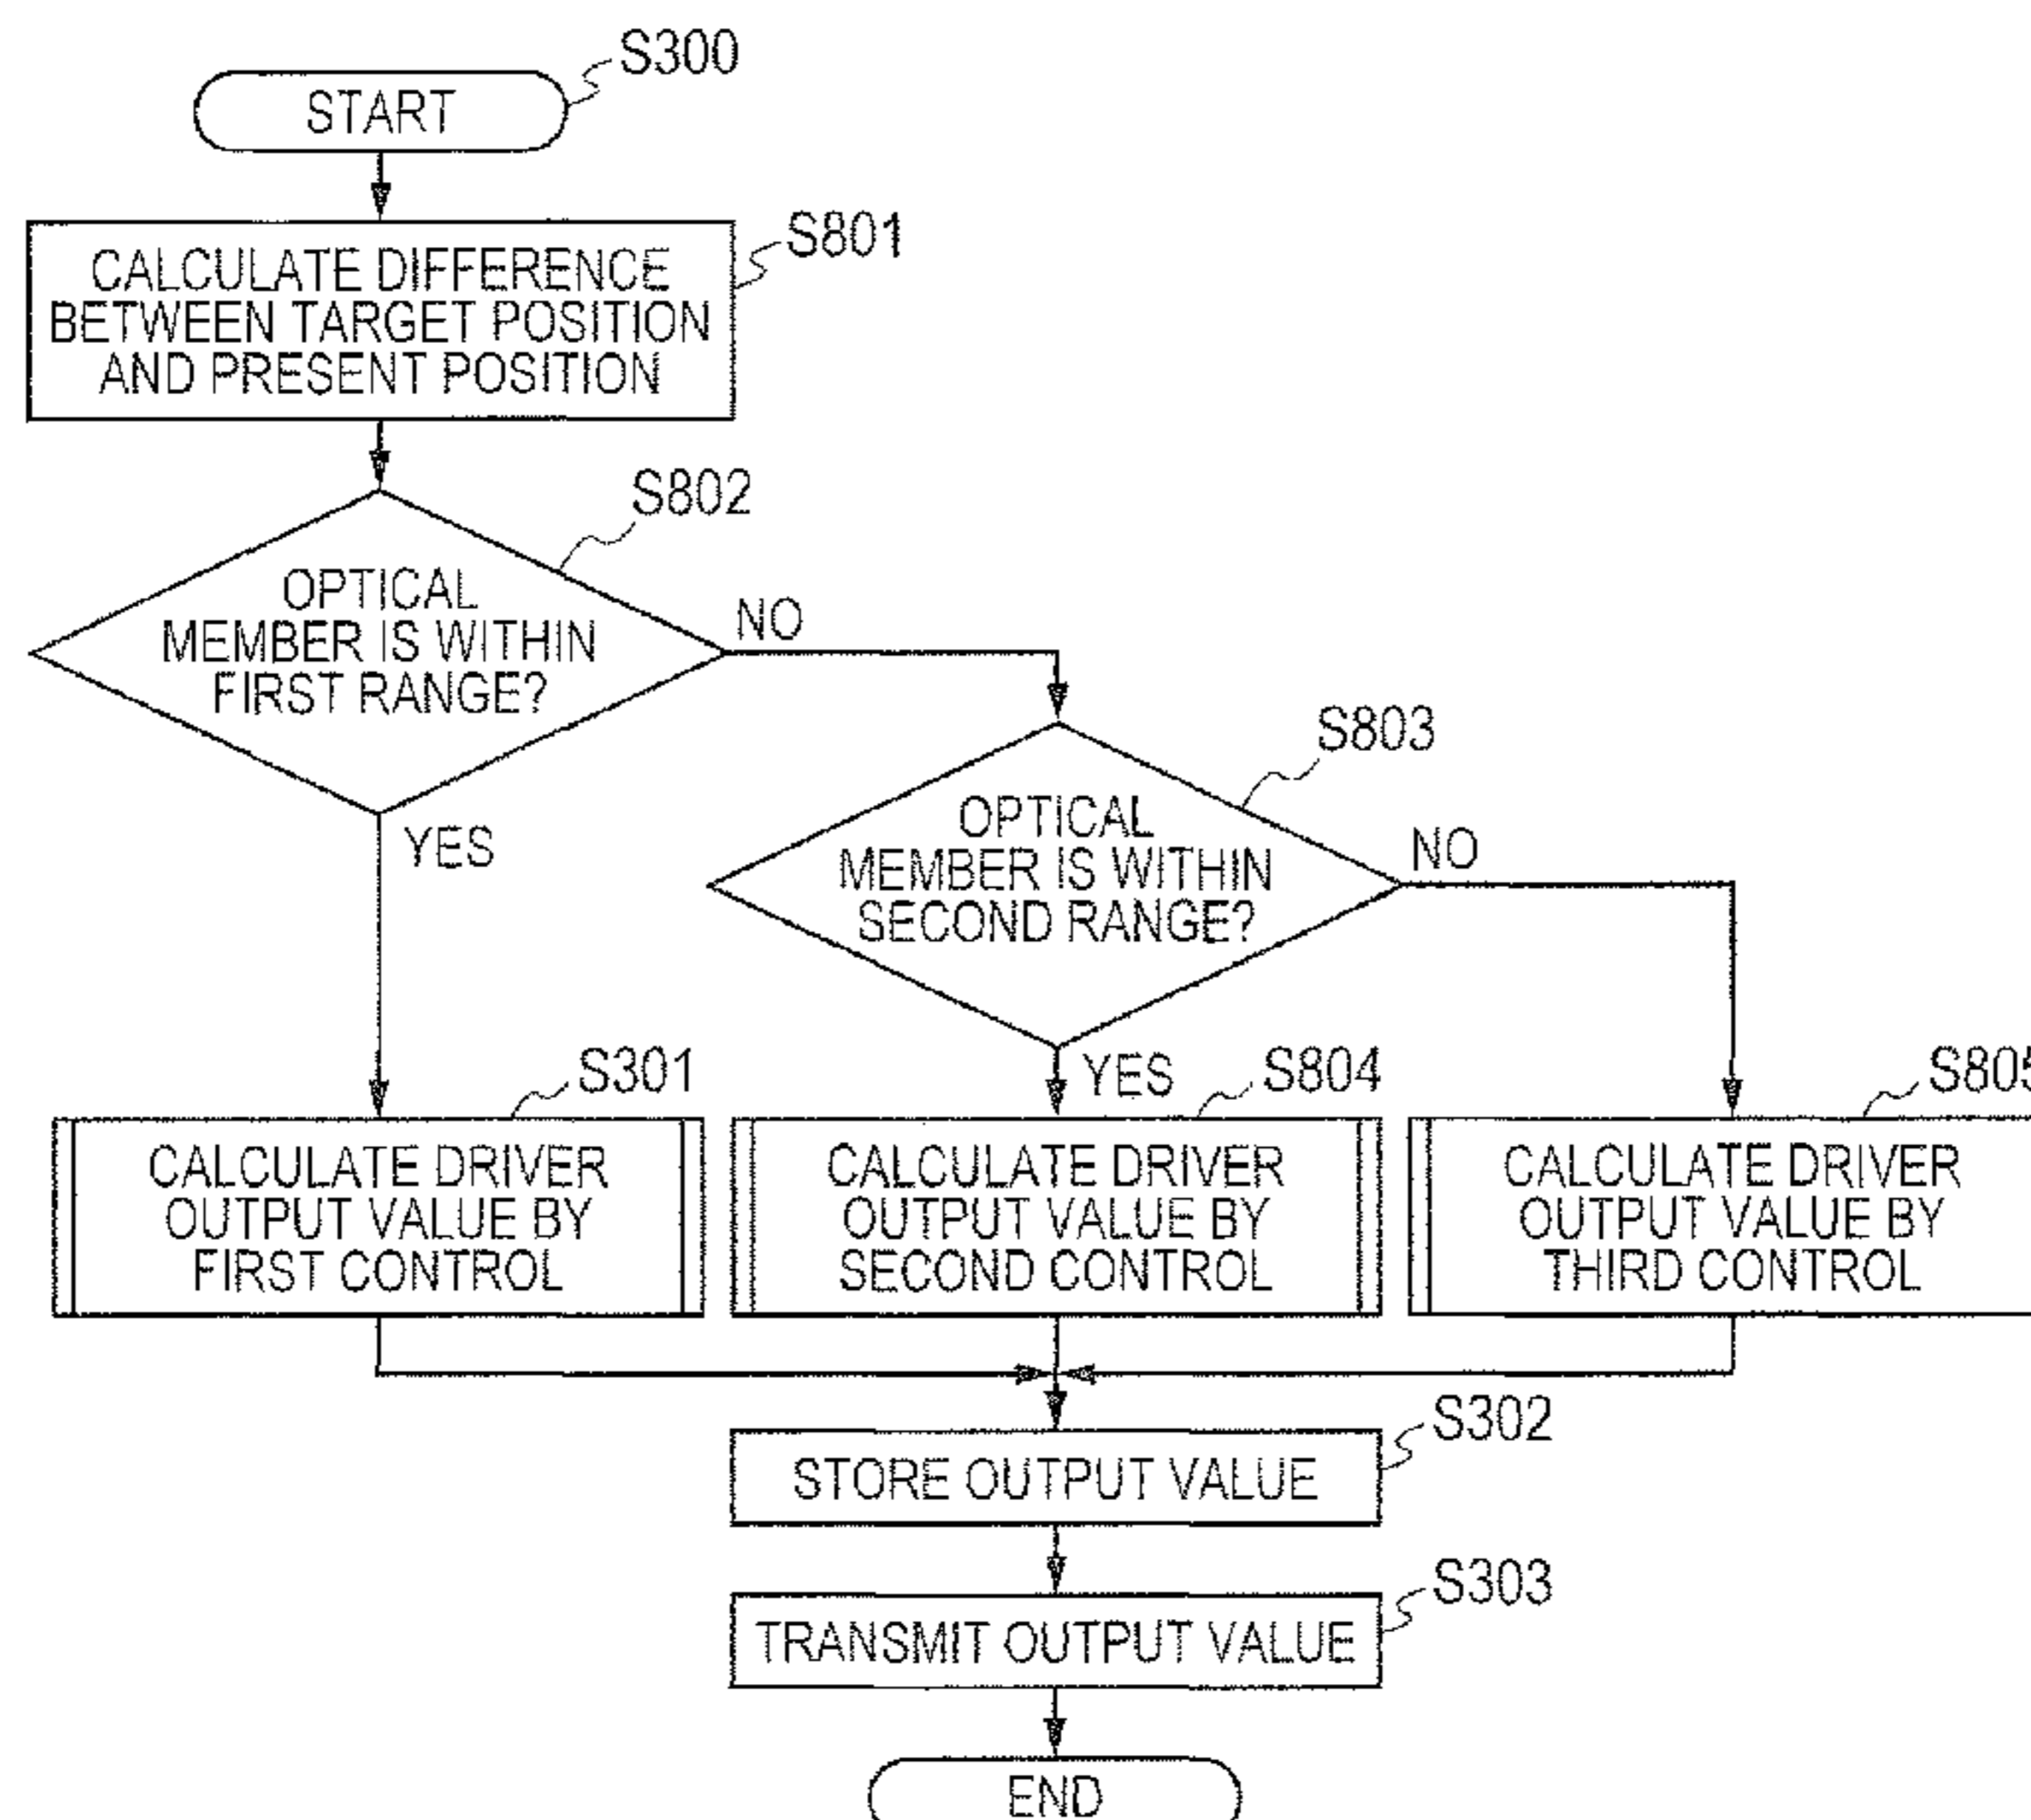 START
S300
CALCULATE DIFFERENCE
BETWEEN TARGET POSITION
AND PRESENT POSITION
S801
OPTICAL
MEMBER IS WITHIN
FIRST RANGE?
S802
NO
YES
OPTICAL
MEMBER IS WITHIN
SECOND RANGE?
S803
NO
YES
CALCULATE DRIVER
OUTPUT VALUE BY
FIRST CONTROL
S301
CALCULATE DRIVER
OUTPUT VALUE BY
SECOND CONTROL
S804
CALCULATE DRIVER
OUTPUT VALUE BY
THIRD CONTROL
S805
STORE OUTPUT VALUE
S302
TRANSMIT OUTPUT VALUE
S303
END